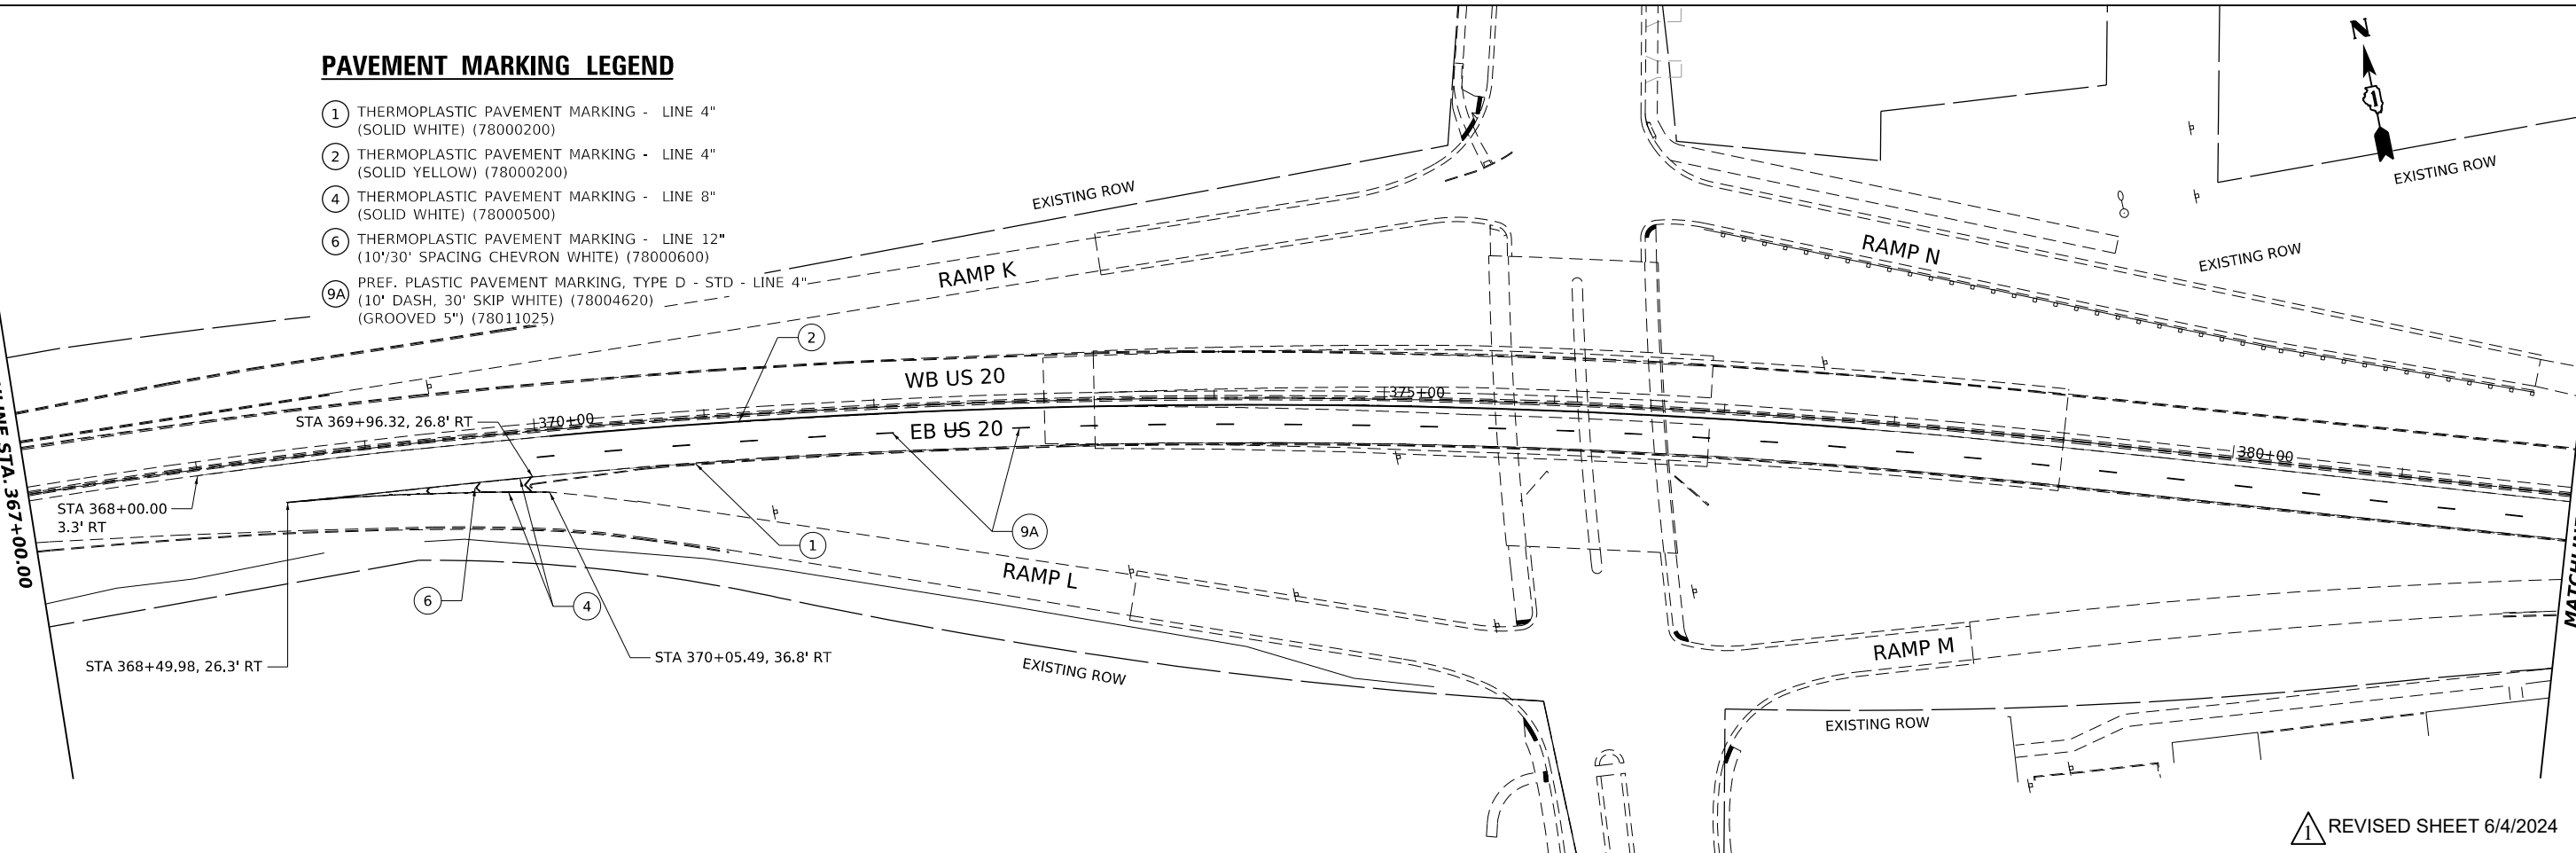 PAVEMENT MARKING LEGEND
1 THERMOPLASTIC PAVEMENT MARKING - LINE 4"
(SOLID WHITE) (78000200)
2 THERMOPLASTIC PAVEMENT MARKING - LINE 4"
(SOLID YELLOW) (78000200)
4 THERMOPLASTIC PAVEMENT MARKING - LINE 8"
(SOLID WHITE) (78000500)
6 THERMOPLASTIC PAVEMENT MARKING - LINE 12"
(10'/30' SPACING CHEVRON WHITE) (78000600)
9A PREF. PLASTIC PAVEMENT MARKING, TYPE D - STD - LINE 4"
(10' DASH, 30' SKIP WHITE) (78004620)
(GROOVED 5") (78011025)
N
1
EXISTING ROW
EXISTING ROW
EXISTING ROW
RAMP K
RAMP N
2
WB US 20
EB US 20
370+00
375+00
380+00
STA 369+96.32, 26.8' RT
STA 368+00.00
3.3' RT
STA. 367+00.00
9A
1
6
4
RAMP L
RAMP M
STA 368+49.98, 26.3' RT
STA 370+05.49, 36.8' RT
EXISTING ROW
EXISTING ROW
1 REVISED SHEET 6/4/2024